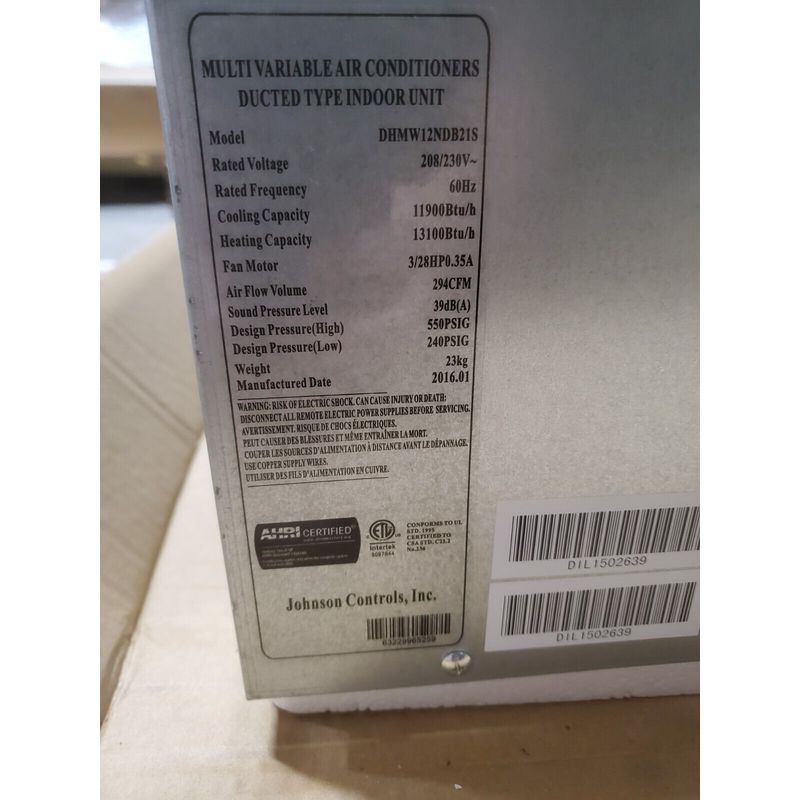 MULTI VARIABLE AIR CONDITIONERS
DUCTED TYPE INDOOR UNIT
Model DHMW12NDB21S
Rated Voltage 208/230V~
Rated Frequency 60Hz
Cooling Capacity 11900Btu/h
Heating Capacity 13100Btu/h
Fan Motor 3/28HP0.35A
Air Flow Volume 294CFM
Sound Pressure Level 39dB(A)
Design Pressure(High) 550PSIG
Design Pressure(Low) 240PSIG
Weight 23kg
Manufactured Date 2016.01
WARNING: RISK OF ELECTRIC SHOCK. CAN CAUSE INJURY OR DEATH:
DISCONNECT ALL REMOTE ELECTRIC POWER SUPPLIES BEFORE SERVICING.
AVERTISSEMENT. RISQUE DE CHOCS ÉLECTRIQUES.
PEUT CAUSER DES BLESSURES ET MÊME ENTRAÎNER LA MORT.
COUPER LES SOURCES D'ALIMENTATION À DISTANCE AVANT LE DÉPANNAGE.
USE COPPER SUPPLY WIRES.
UTILISER DES FILS D'ALIMENTATION EN CUIVRE.
AHRI CERTIFIED
ETL
Intertek
CONFORMS TO UL
STD. 1995
CERTIFIED TO
CSA STD. C22.2
No.236
Johnson Controls, Inc.
63229965259
DIL1502639
DIL1502639